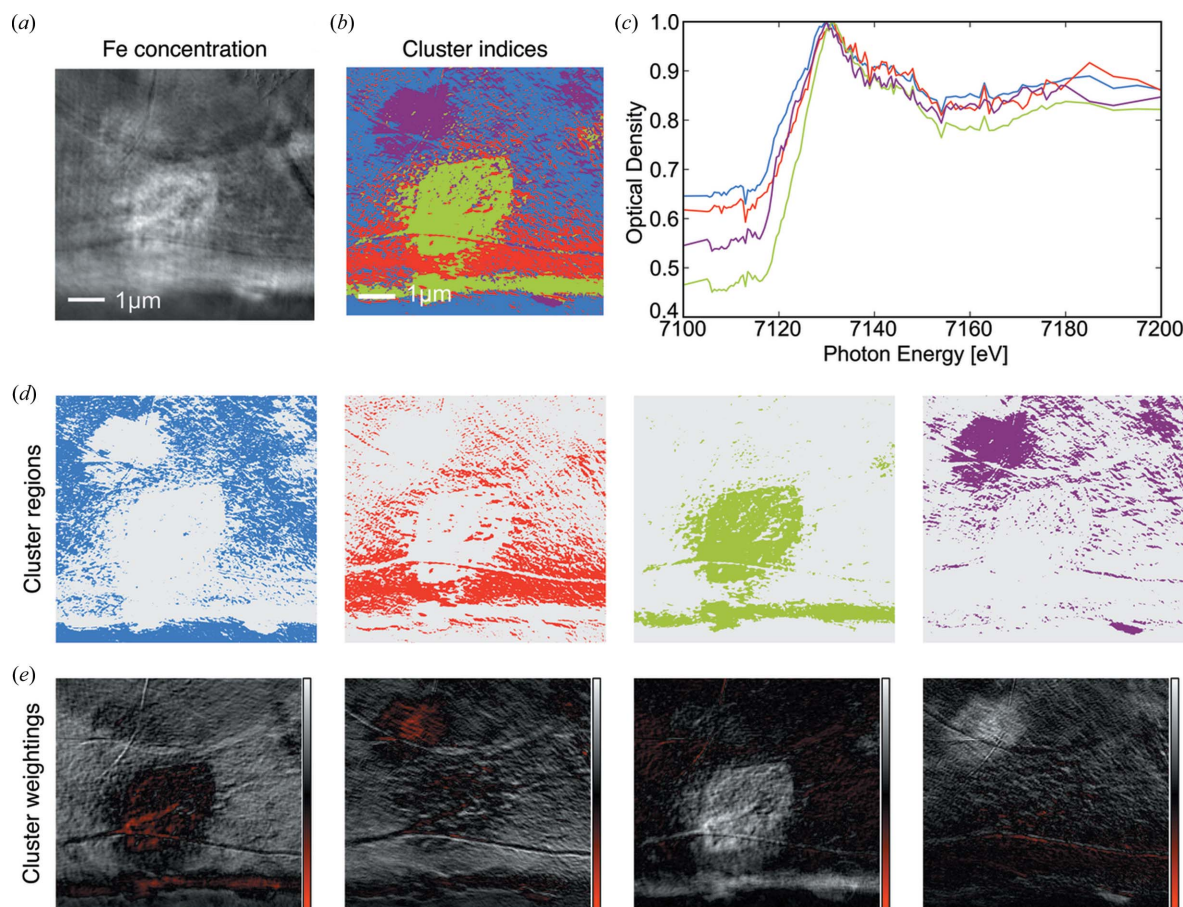 (a)
Fe concentration
1μm
(b)
Cluster indices
1μm
(c)
Optical Density
1.0
0.9
0.8
0.7
0.6
0.5
0.4
7100
7120
7140
7160
7180
7200
Photon Energy [eV]
(d)
Cluster regions
(e)
Cluster weightings